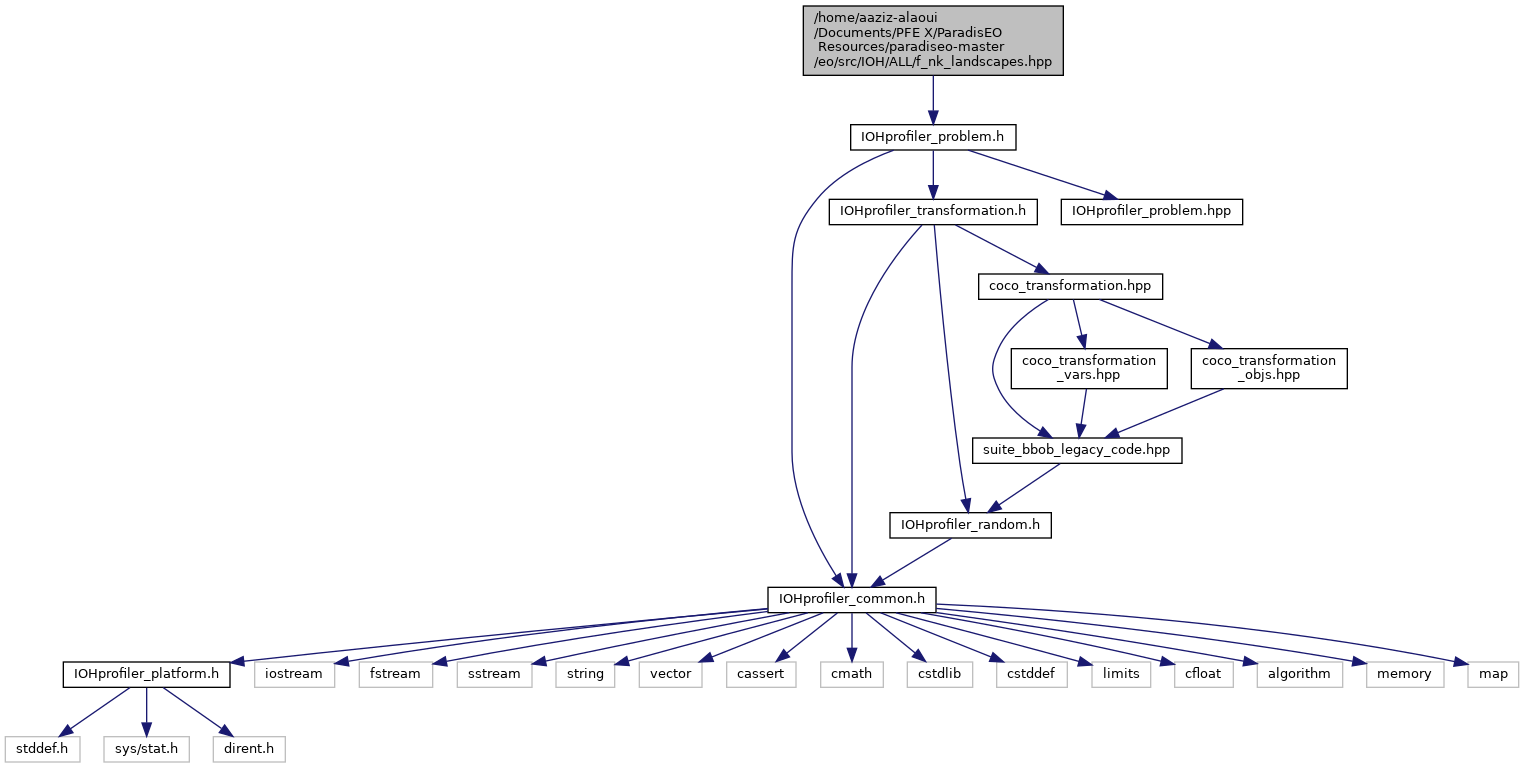 /home/aaziz-alaoui
/Documents/PFE X/ParadisEO
Resources/paradiseo-master
/eo/src/IOH/ALL/f_nk_landscapes.hpp
IOHprofiler_problem.h
IOHprofiler_transformation.h
IOHprofiler_problem.hpp
coco_transformation.hpp
coco_transformation
_vars.hpp
coco_transformation
_objs.hpp
suite_bbob_legacy_code.hpp
IOHprofiler_random.h
IOHprofiler_common.h
IOHprofiler_platform.h
iostream
fstream
sstream
string
vector
cassert
cmath
cstdlib
cstddef
limits
cfloat
algorithm
memory
map
stddef.h
sys/stat.h
dirent.h